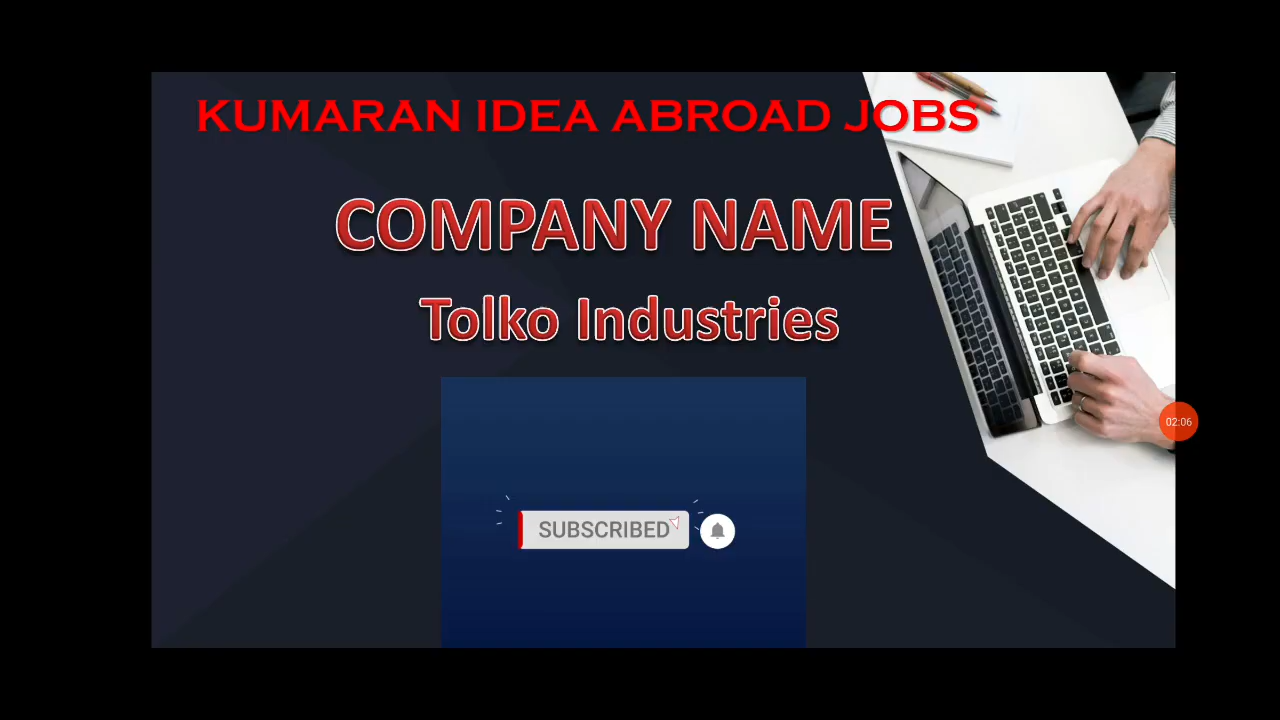 KUMARAN IDEA ABROAD JOBS
COMPANY NAME
Tolko Industries
02:06
SUBSCRIBED